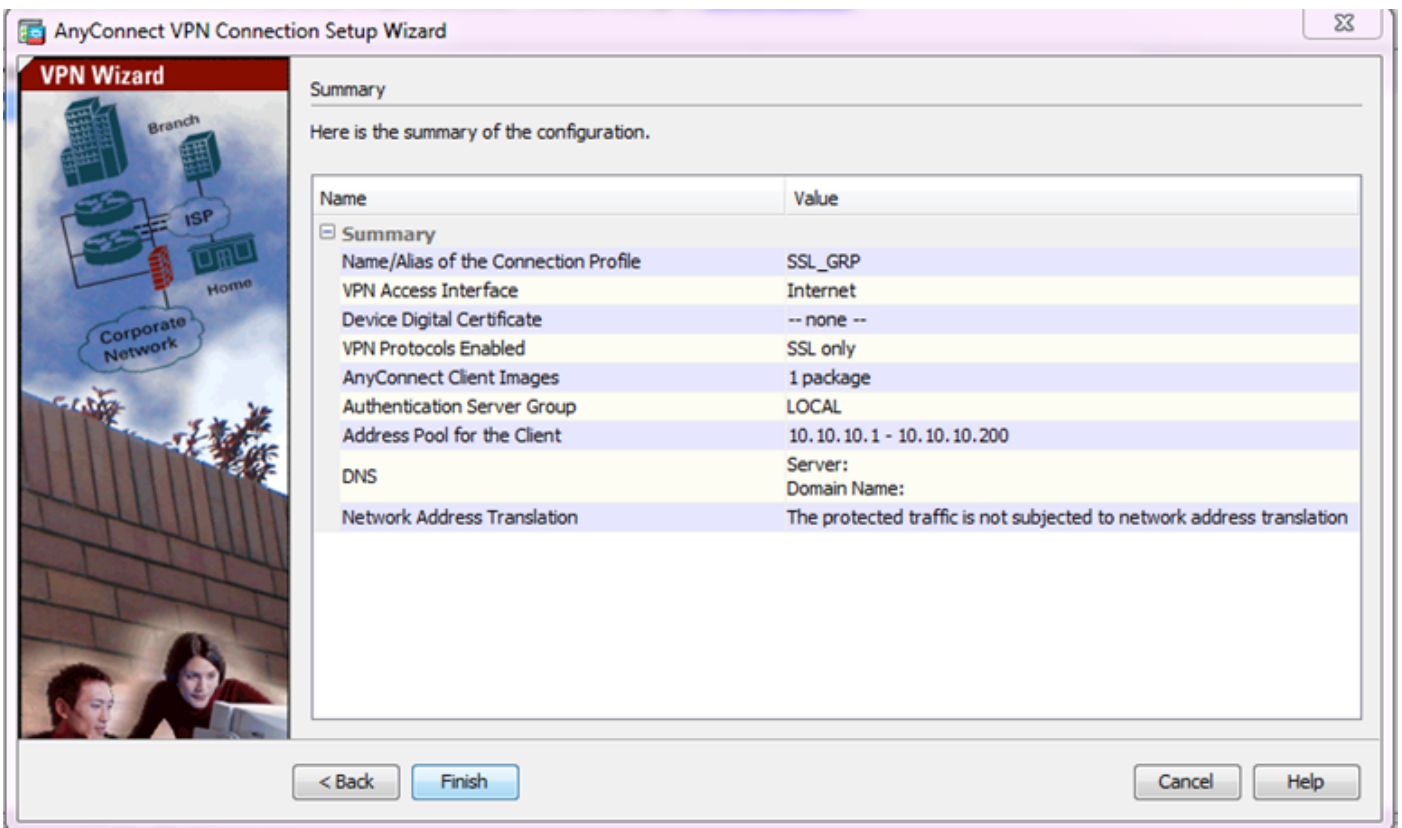 AnyConnect VPN Connection Setup Wizard
VPN Wizard
Branch
ISP
Home
Corporate
Network
Summary
Here is the summary of the configuration.
Name Value
Summary
Name/Alias of the Connection Profile SSL_GRP
VPN Access Interface Internet
Device Digital Certificate -- none --
VPN Protocols Enabled SSL only
AnyConnect Client Images 1 package
Authentication Server Group LOCAL
Address Pool for the Client 10.10.10.1 - 10.10.10.200
DNS Server:
Domain Name:
Network Address Translation The protected traffic is not subjected to network address translation
< Back Finish Cancel Help